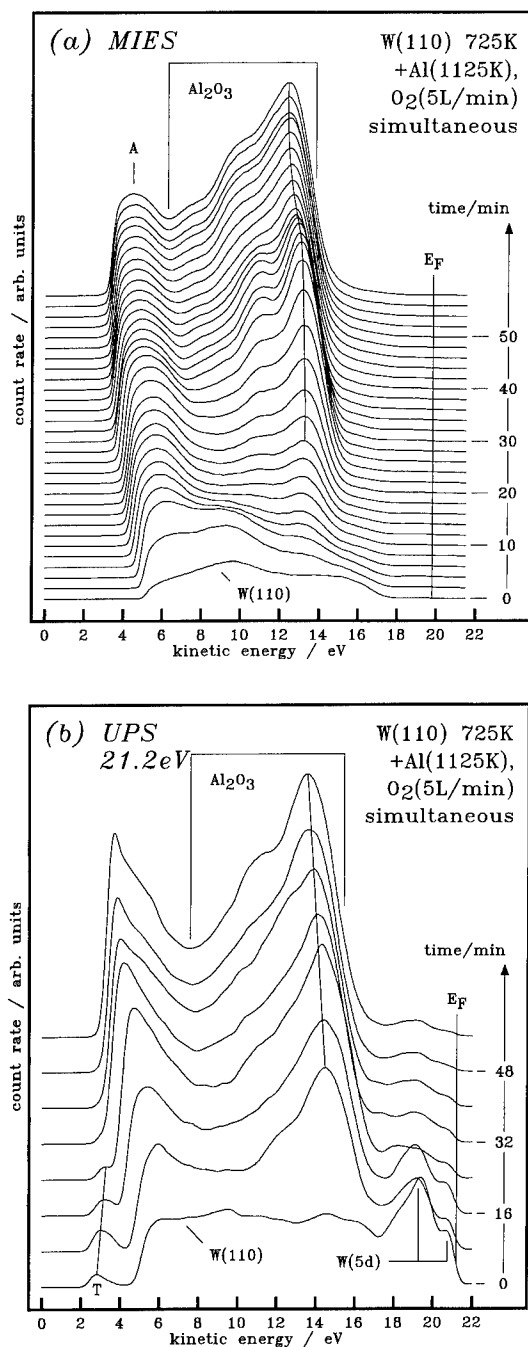 (a) MIES
W(110) 725K
+Al(1125K),
O2(5L/min)
simultaneous
Al2O3
A
time/min
EF
50
40
30
20
10
0
W(110)
count rate / arb. units
0 2 4 6 8 10 12 14 16 18 20 22
kinetic energy / eV
(b) UPS
21.2eV
W(110) 725K
+Al(1125K),
O2(5L/min)
simultaneous
Al2O3
time/min
EF
48
32
16
0
W(110)
W(5d)
T
count rate / arb. units
0 2 4 6 8 10 12 14 16 18 20 22
kinetic energy / eV